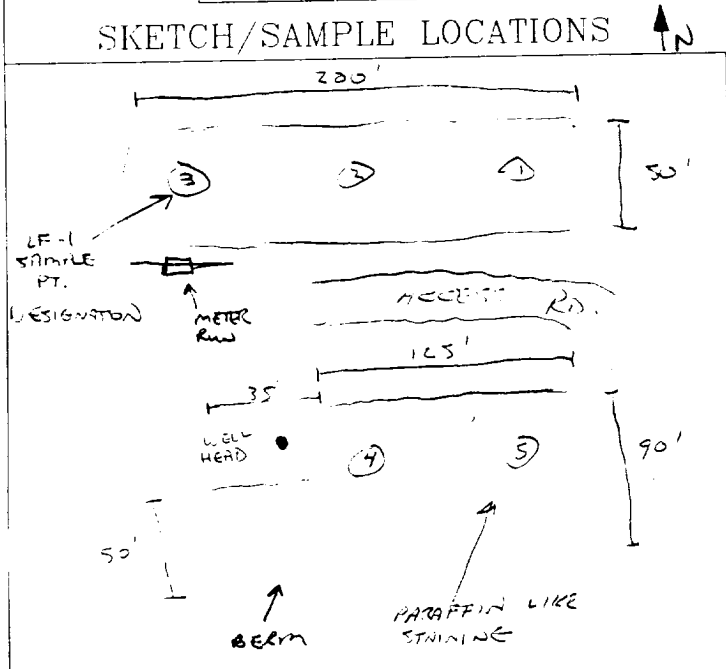 SKETCH/SAMPLE LOCATIONS
N
200'
3
2
1
50'
LF-1
SAMPLE
PT.
DESIGNATON
METER
RUN
ACCESS RD.
125'
35
WELL
HEAD
4
5
90'
50'
BERM
PARAFFIN LIKE
STAINING